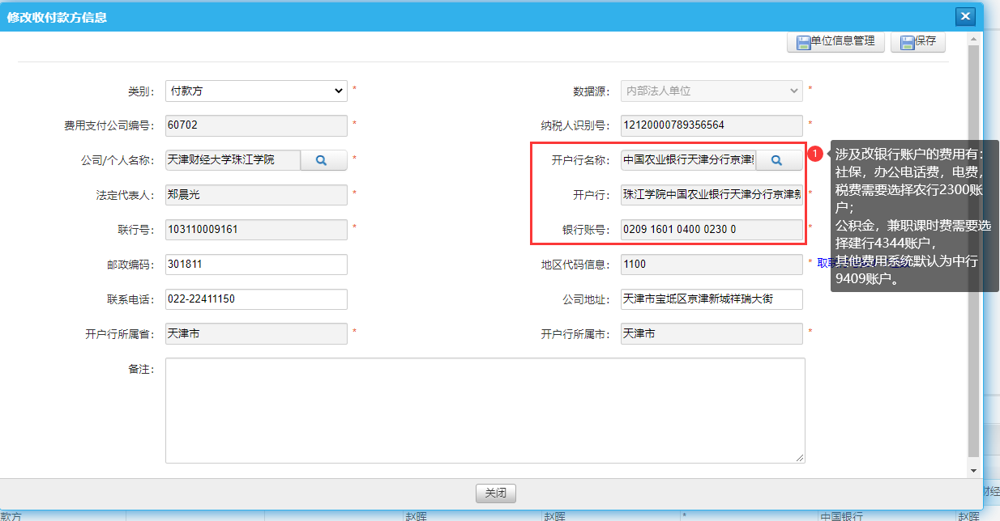 修改收付款方信息
单位信息管理 保存
类别： 付款方 * 数据源： 内部法人单位 *
费用支付公司编号： 60702 * 纳税人识别号： 12120000789356564 *
公司/个人名称： 天津财经大学珠江学院 * 开户行名称： 中国农业银行天津分行京津
法定代表人： 郑晨光 * 开户行： 珠江学院中国农业银行天津分行京津 *
联行号： 103110009161 * 银行账号： 0209 1601 0400 0230 0 *
邮政编码： 301811 地区代码信息： 1100 * 取
联系电话： 022-22411150 公司地址： 天津市宝坻区京津新城祥瑞大街
开户行所属省： 天津市 * 开户行所属市： 天津市 *
备注：
1
涉及改银行账户的费用有：
社保，办公电话费，电费，
税费需要选择农行2300账
户；
公积金，兼职课时费需要选
择建行4344账户，
其他费用系统默认为中行
9409账户。
关闭
财经
款方 赵晖 赵晖 * 中国银行 赵晖